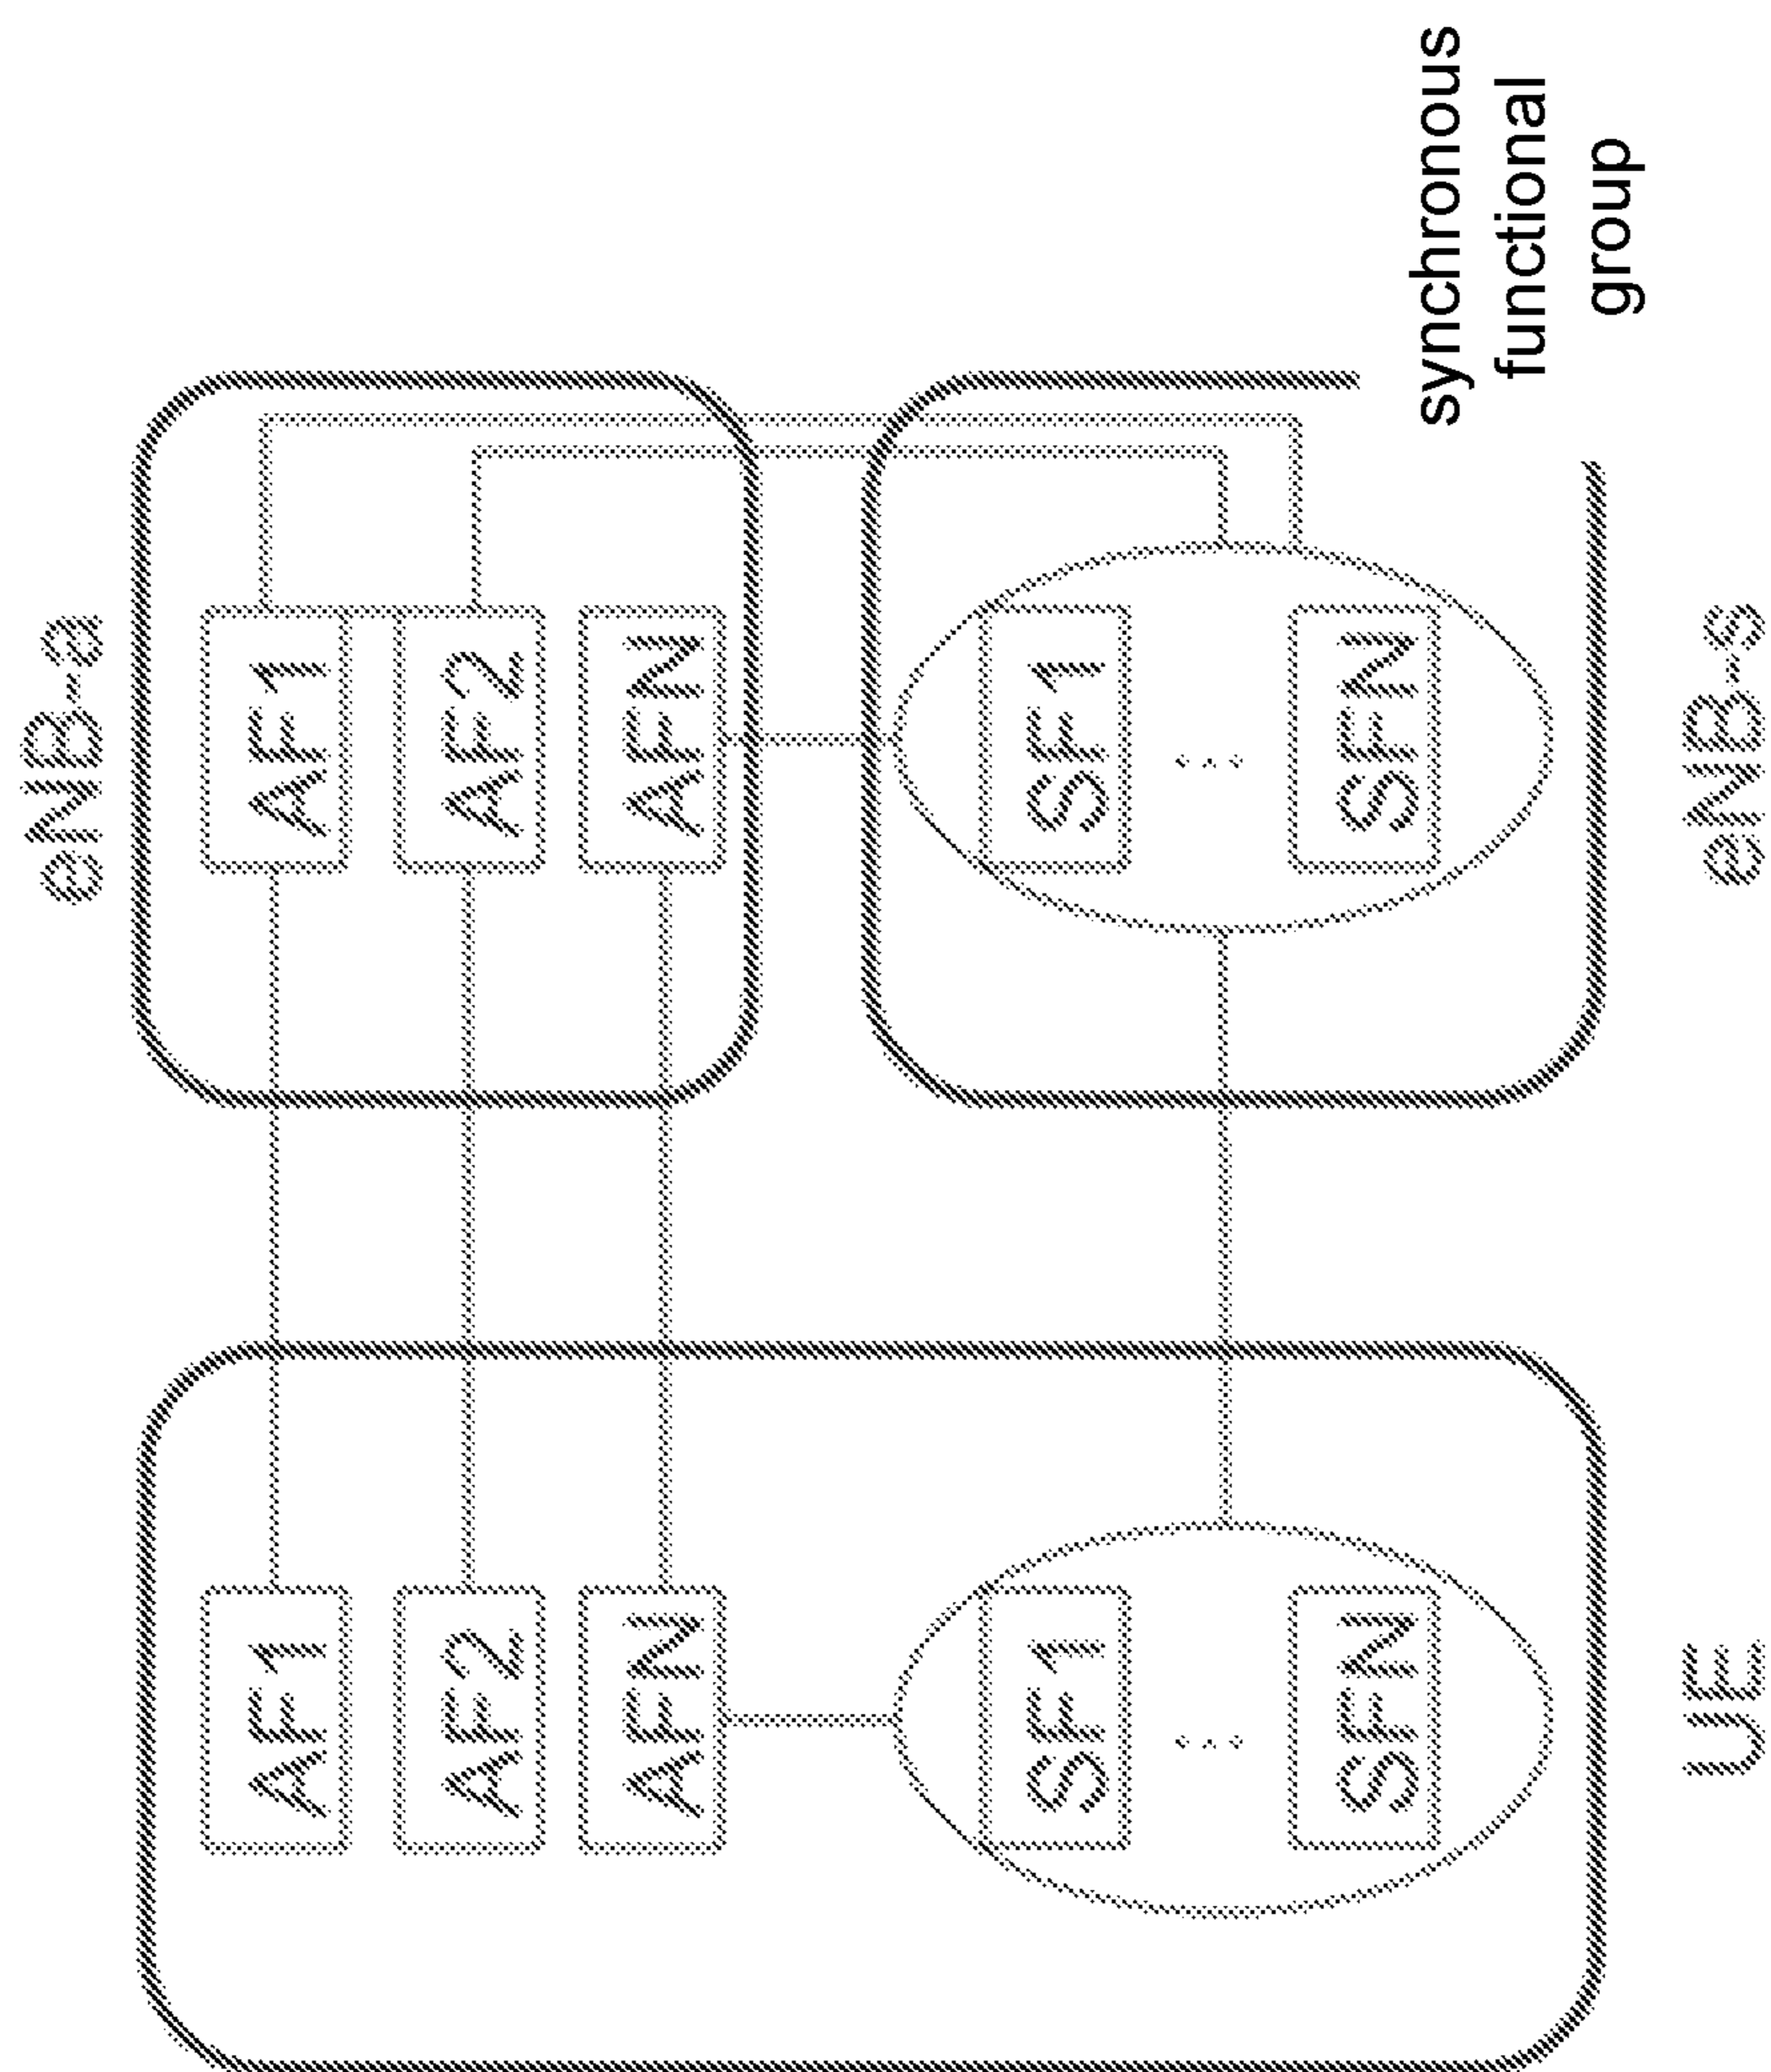 eNB-a
AF1
AF1
AF2
AF2
AFN
AFN
SF1
SF1
...
...
SFN
SFN
synchronous
functional
group
UE
eNB-s